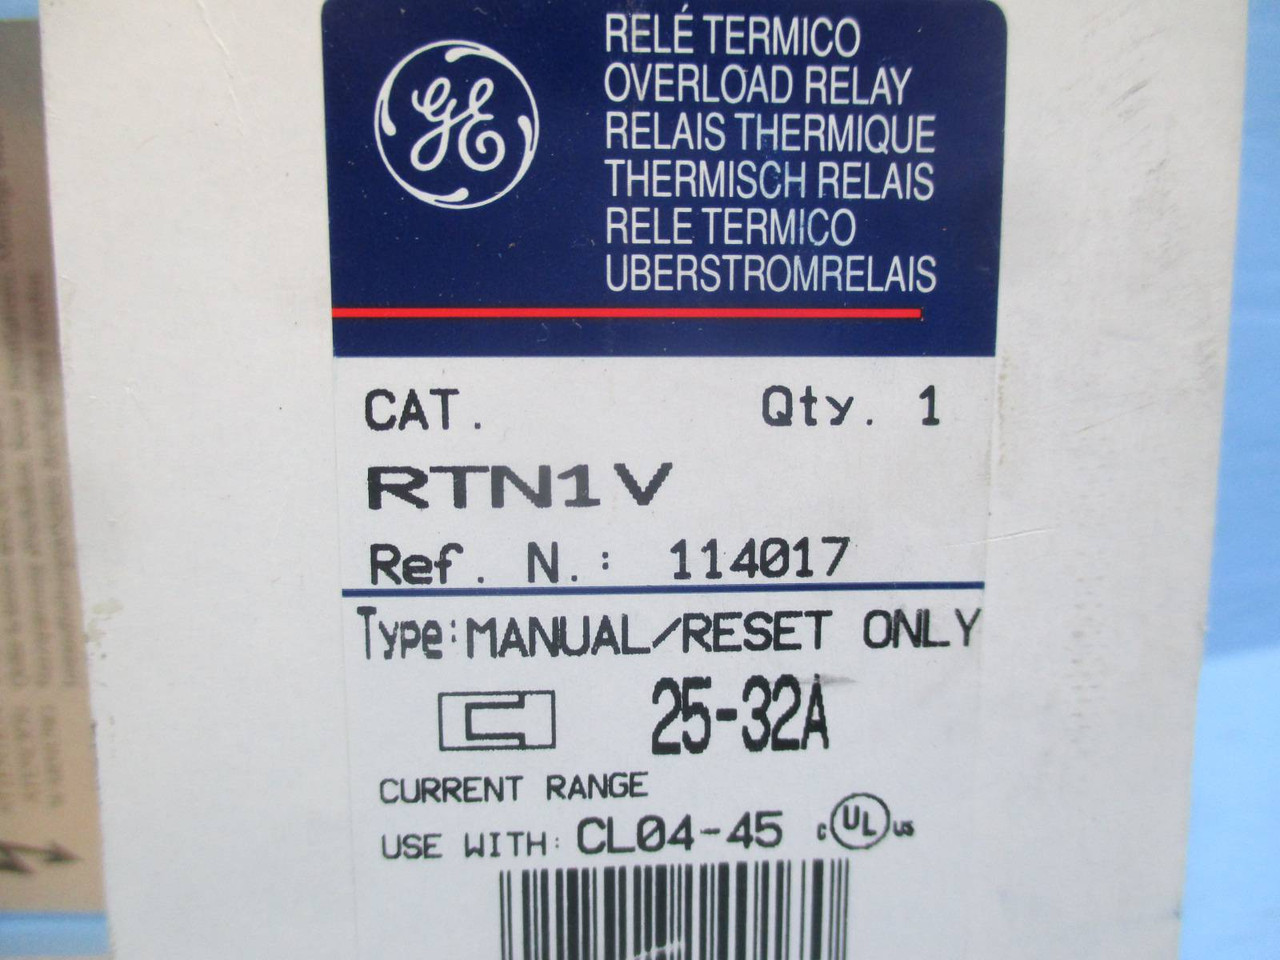 GE
RELÉ TERMICO
OVERLOAD RELAY
RELAIS THERMIQUE
THERMISCH RELAIS
RELE TERMICO
UBERSTROMRELAIS
CAT. Qty. 1
RTN1V
Ref. N.: 114017
Type: MANUAL/RESET ONLY
25-32A
CURRENT RANGE
USE WITH: CL04-45 c UL us